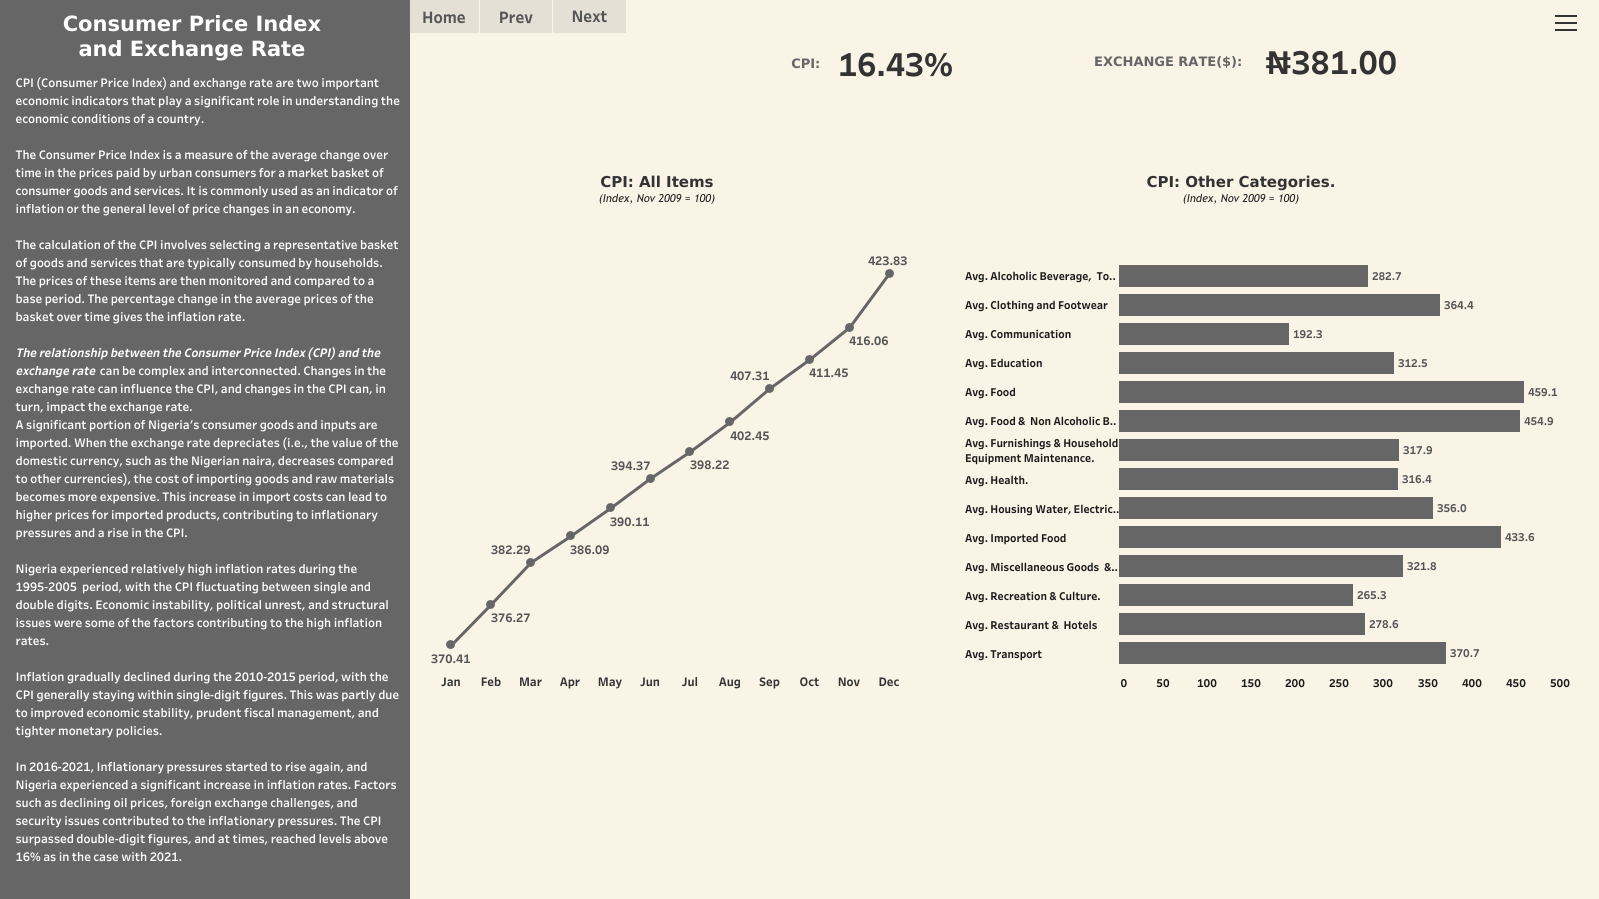 Consumer Price Index
and Exchange Rate
CPI (Consumer Price Index) and exchange rate are two important
economic indicators that play a significant role in understanding the
economic conditions of a country.
The Consumer Price Index is a measure of the average change over
time in the prices paid by urban consumers for a market basket of
consumer goods and services. It is commonly used as an indicator of
inflation or the general level of price changes in an economy.
The calculation of the CPI involves selecting a representative basket
of goods and services that are typically consumed by households.
The prices of these items are then monitored and compared to a
base period. The percentage change in the average prices of the
basket over time gives the inflation rate.
The relationship between the Consumer Price Index (CPI) and the
exchange rate can be complex and interconnected. Changes in the
exchange rate can influence the CPI, and changes in the CPI can, in
turn, impact the exchange rate.
A significant portion of Nigeria's consumer goods and inputs are
imported. When the exchange rate depreciates (i.e., the value of the
domestic currency, such as the Nigerian naira, decreases compared
to other currencies), the cost of importing goods and raw materials
becomes more expensive. This increase in import costs can lead to
higher prices for imported products, contributing to inflationary
pressures and a rise in the CPI.
Nigeria experienced relatively high inflation rates during the
1995-2005 period, with the CPI fluctuating between single and
double digits. Economic instability, political unrest, and structural
issues were some of the factors contributing to the high inflation
rates.
Inflation gradually declined during the 2010-2015 period, with the
CPI generally staying within single-digit figures. This was partly due
to improved economic stability, prudent fiscal management, and
tighter monetary policies.
In 2016-2021, Inflationary pressures started to rise again, and
Nigeria experienced a significant increase in inflation rates. Factors
such as declining oil prices, foreign exchange challenges, and
security issues contributed to the inflationary pressures. The CPI
surpassed double-digit figures, and at times, reached levels above
16% as in the case with 2021.
Home Prev Next
CPI: 16.43% EXCHANGE RATE($): ₦381.00
CPI: All Items
(Index, Nov 2009 = 100)
423.83
416.06
411.45
407.31
402.45
398.22
394.37
390.11
386.09
382.29
376.27
370.41
Jan Feb Mar Apr May Jun Jul Aug Sep Oct Nov Dec
CPI: Other Categories.
(Index, Nov 2009 = 100)
Avg. Alcoholic Beverage, To.. 282.7
Avg. Clothing and Footwear 364.4
Avg. Communication 192.3
Avg. Education 312.5
Avg. Food 459.1
Avg. Food & Non Alcoholic B.. 454.9
Avg. Furnishings & Household
Equipment Maintenance. 317.9
Avg. Health. 316.4
Avg. Housing Water, Electric.. 356.0
Avg. Imported Food 433.6
Avg. Miscellaneous Goods &.. 321.8
Avg. Recreation & Culture. 265.3
Avg. Restaurant & Hotels 278.6
Avg. Transport 370.7
0 50 100 150 200 250 300 350 400 450 500